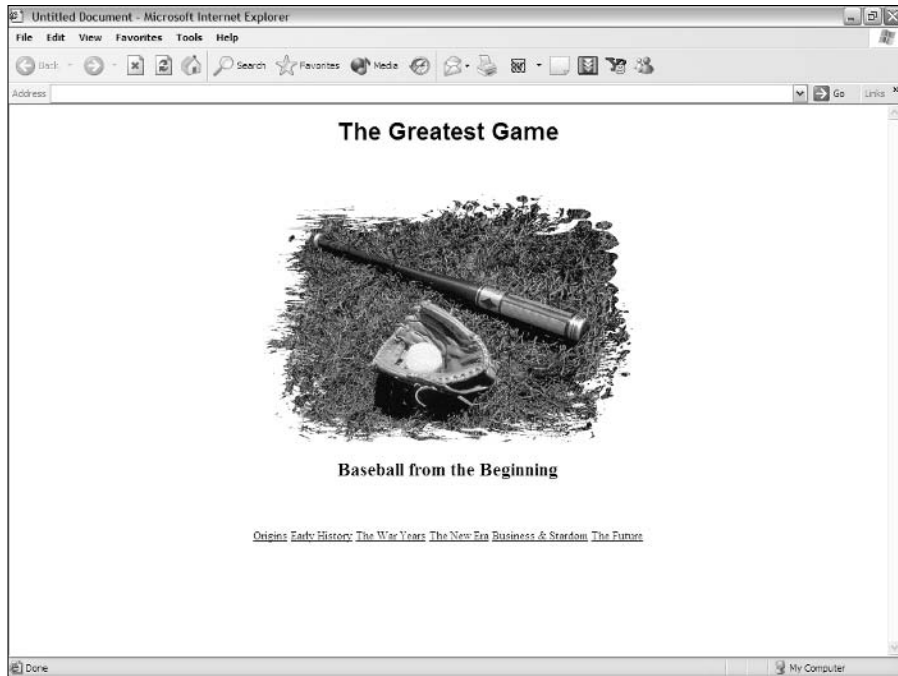 Untitled Document - Microsoft Internet Explorer
File Edit View Favorites Tools Help
Back Search Favorites Media
Address Go Links
The Greatest Game
Baseball from the Beginning
Origins Early History The War Years The New Era Business & Stardom The Future
Done My Computer